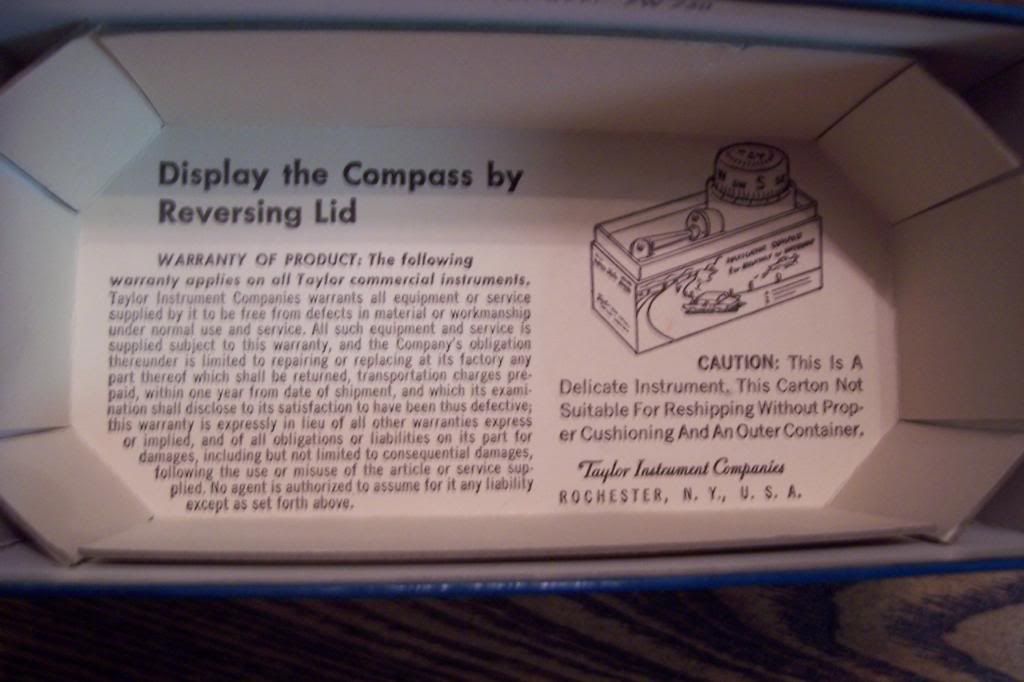 Display the Compass by
Reversing Lid
WARRANTY OF PRODUCT: The following
warranty applies on all Taylor commercial instruments.
Taylor Instrument Companies warrants all equipment or service
supplied by it to be free from defects in material or workmanship
under normal use and service. All such equipment and service is
supplied subject to this warranty, and the Company's obligation
thereunder is limited to repairing or replacing at its factory any
part thereof which shall be returned, transportation charges pre-
paid, within one year from date of shipment, and which its exami-
nation shall disclose to its satisfaction to have been thus defective;
this warranty is expressly in lieu of all other warranties express
or implied, and of all obligations or liabilities on its part for
damages, including but not limited to consequential damages,
following the use or misuse of the article or service sup-
plied. No agent is authorized to assume for it any liability
except as set forth above.
S
CAUTION: This Is A
Delicate Instrument. This Carton Not
Suitable For Reshipping Without Prop-
er Cushioning And An Outer Container.
Taylor Instrument Companies
ROCHESTER, N. Y., U. S. A.